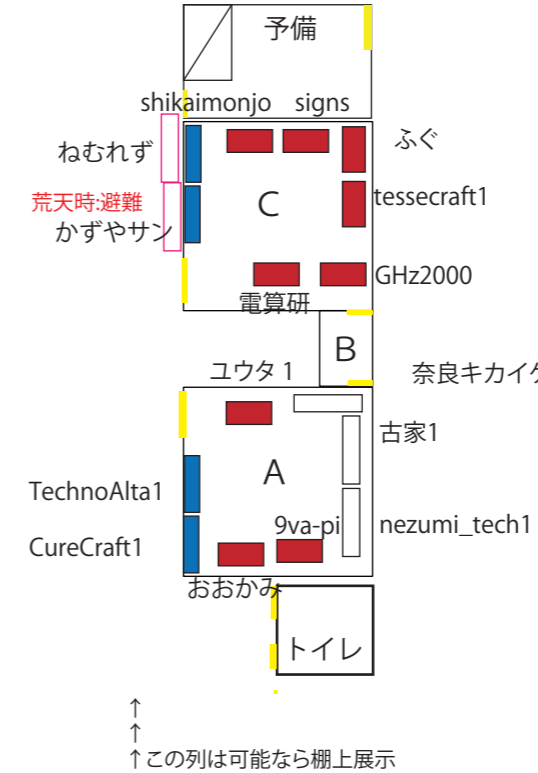 予備
shikaimonjo signs
ねむれず
ふぐ
荒天時:避難
かずやサン
C
tessecraft1
GHz2000
電算研
B
ユウタ 1
奈良キカイ
古家1
A
TechnoAlta1
9va-pi
nezumi_tech1
CureCraft1
おおかみ
トイレ
↑
↑
↑この列は可能なら棚上展示